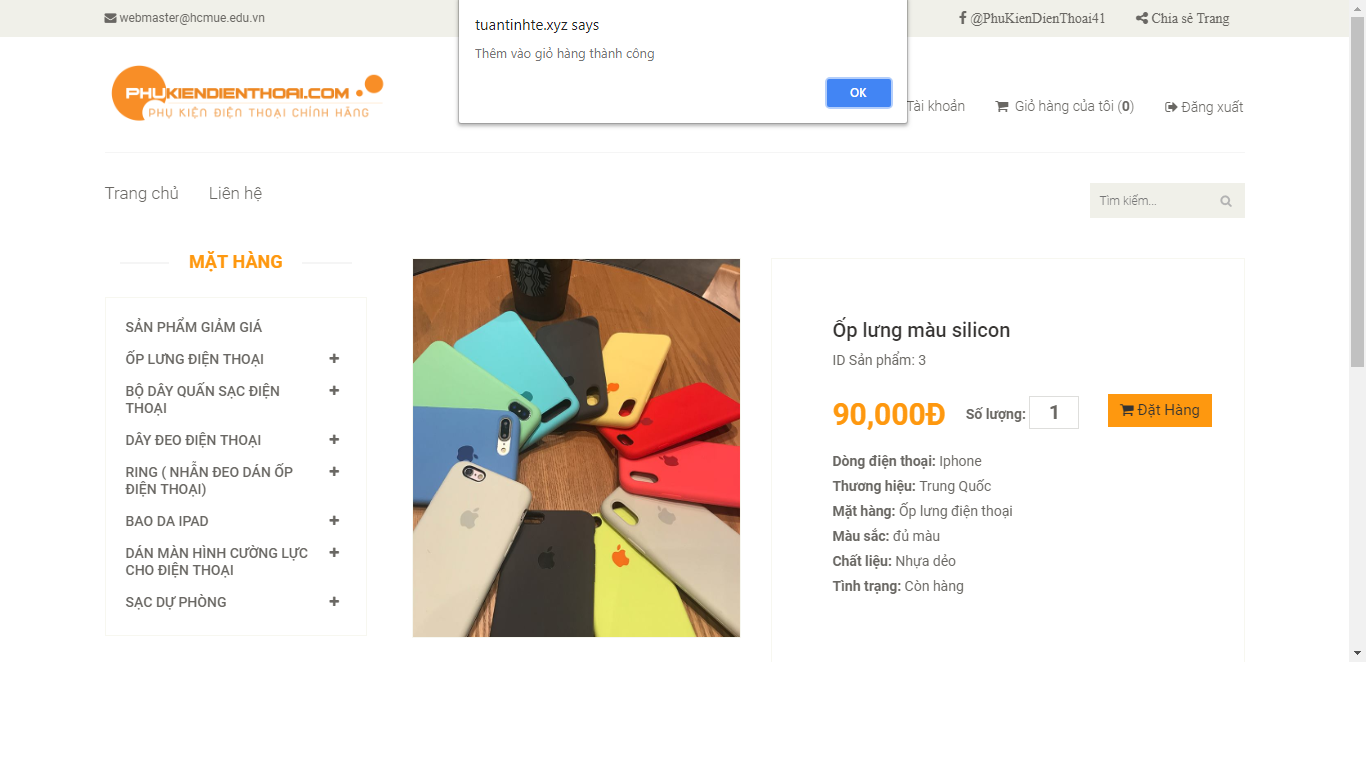 webmaster@hcmue.edu.vn
@PhuKienDienThoai41
Chia sẽ Trang
tuantinhte.xyz says
Thêm vào giỏ hàng thành công
OK
PHUKIENDIENTHOAI.COM
PHỤ KIỆN ĐIỆN THOẠI CHÍNH HÃNG
Tài khoản
Giỏ hàng của tôi (0)
Đăng xuất
Trang chủ
Liên hệ
Tìm kiếm...
MẶT HÀNG
SẢN PHẨM GIẢM GIÁ
ỐP LƯNG ĐIỆN THOẠI
BỘ DÂY QUẤN SẠC ĐIỆN
THOẠI
DÂY ĐEO ĐIỆN THOẠI
RING ( NHẪN ĐEO DÁN ỐP
ĐIỆN THOẠI)
BAO DA IPAD
DÁN MÀN HÌNH CƯỜNG LỰC
CHO ĐIỆN THOẠI
SẠC DỰ PHÒNG
Ốp lưng màu silicon
ID Sản phẩm: 3
90,000Đ
Số lượng: 1
Đặt Hàng
Dòng điện thoại: Iphone
Thương hiệu: Trung Quốc
Mặt hàng: Ốp lưng điện thoại
Màu sắc: đủ màu
Chất liệu: Nhựa dẻo
Tình trạng: Còn hàng